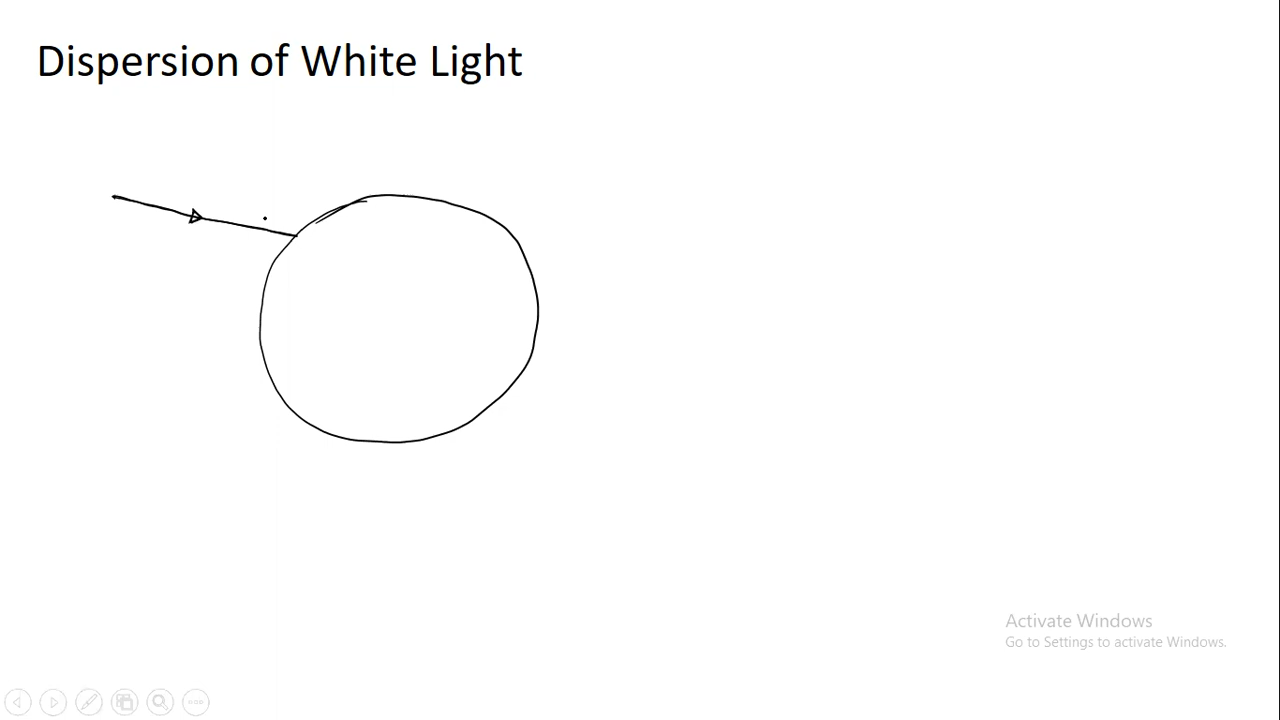 Dispersion of White Light
Activate Windows
Go to Settings to activate Windows.